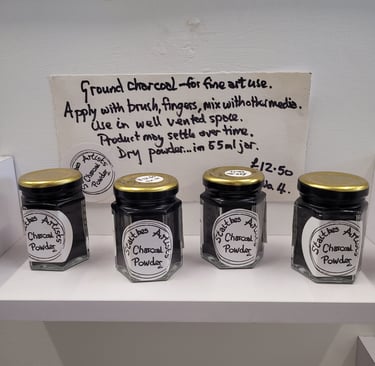 Ground charcoal - for fine art use.
Apply with brush, fingers, mix with other media.
Use in well vented space.
Product may settle over time.
Dry powder... in 55ml jar.
£12.50
4.
Staithes Artists
Charcoal
Powder
Artists
Charcoal
Powder
Staithes Artists
Charcoal
Powder
Staithes Artists
Charcoal
Powder
Staithes Artists
Charcoal
Powder